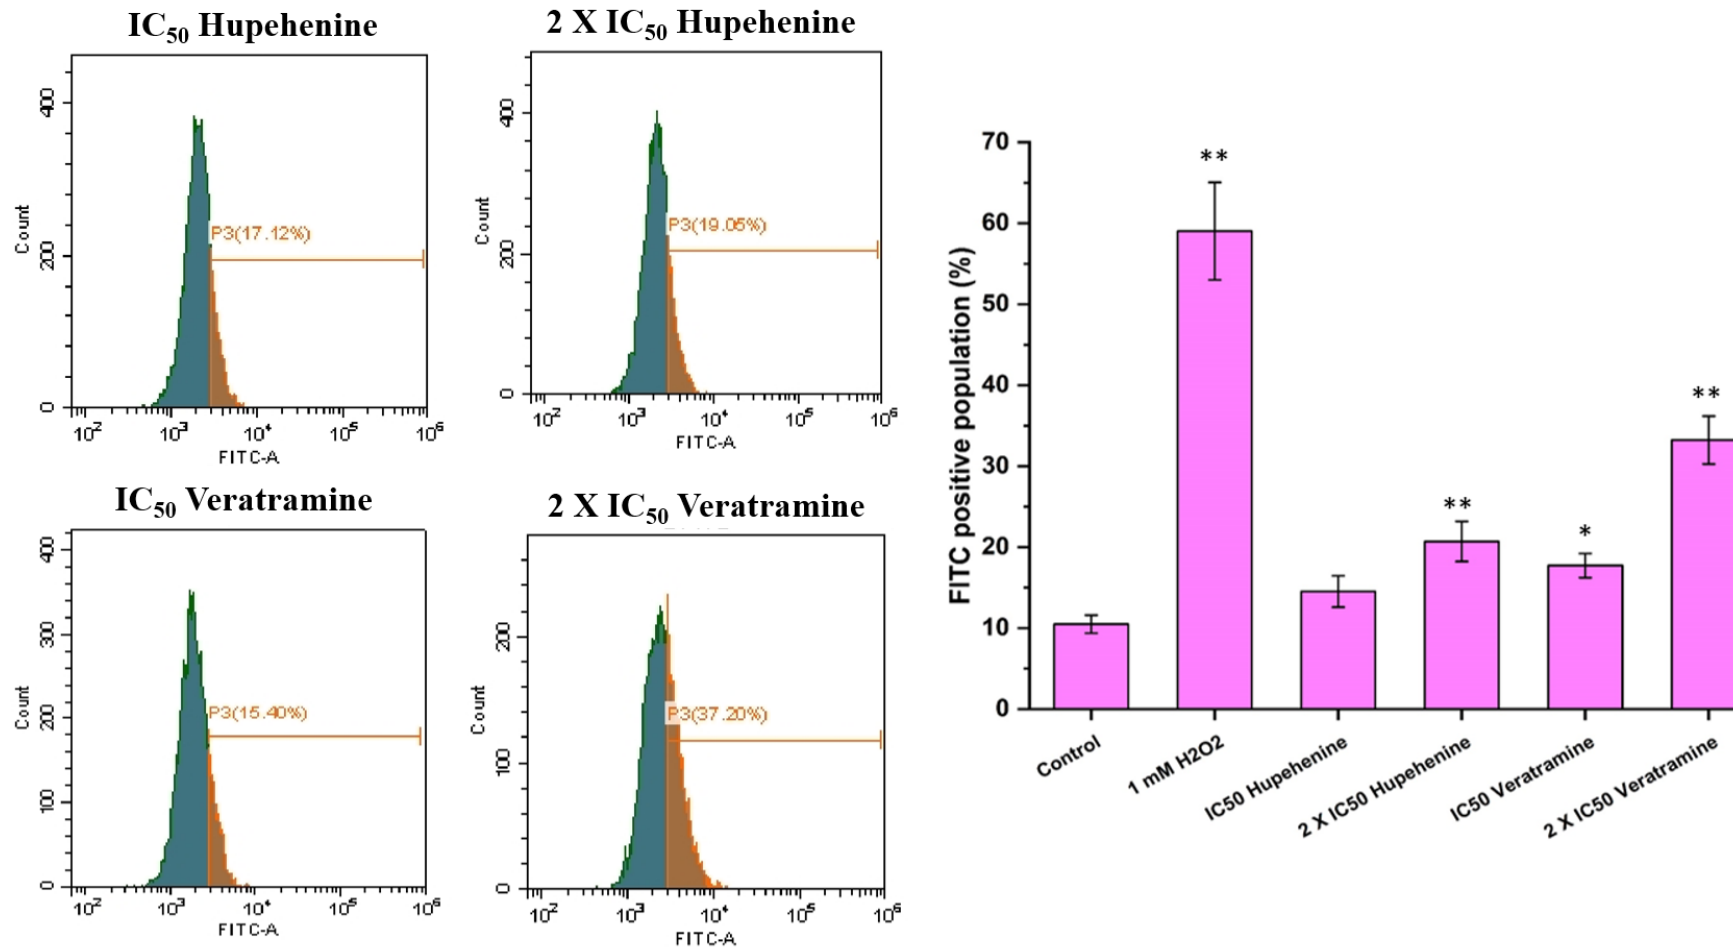 IC50 Hupehenine
400
200
0
Count
P3(17.12%)
10² 10³ 10⁴ 10⁵ 10⁶
FITC-A
2 X IC50 Hupehenine
400
200
0
Count
P3(19.05%)
10² 10³ 10⁴ 10⁵ 10⁶
FITC-A
IC50 Veratramine
400
300
200
100
0
Count
P3(15.40%)
10² 10³ 10⁴ 10⁵ 10⁶
FITC-A
2 X IC50 Veratramine
200
100
0
Count
P3(37.20%)
10² 10³ 10⁴ 10⁵ 10⁶
FITC-A
FITC positive population (%)
70
60
50
40
30
20
10
0
**
**
*
**
Control
1 mM H2O2
IC50 Hupehenine
2 X IC50 Hupehenine
IC50 Veratramine
2 X IC50 Veratramine